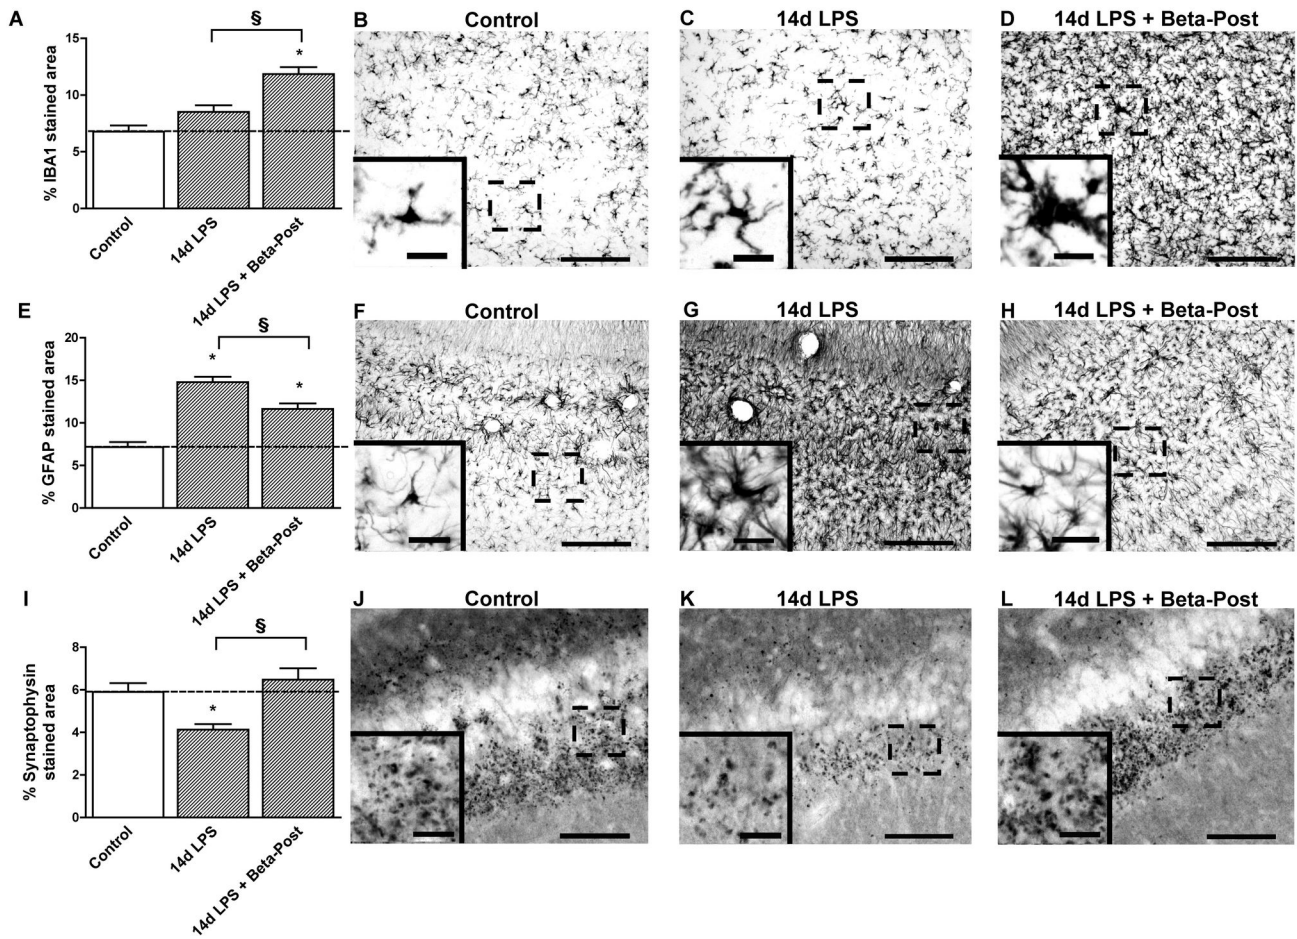 A
§
*
15
10
5
0
% IBA1 stained area
Control
14d LPS
14d LPS + Beta-Post
B
Control
C
14d LPS
D
14d LPS + Beta-Post
E
§
*
*
20
15
10
5
0
% GFAP stained area
Control
14d LPS
14d LPS + Beta-Post
F
Control
G
14d LPS
H
14d LPS + Beta-Post
I
§
*
8
6
4
2
0
% Synaptophysin
stained area
Control
14d LPS
14d LPS + Beta-Post
J
Control
K
14d LPS
L
14d LPS + Beta-Post